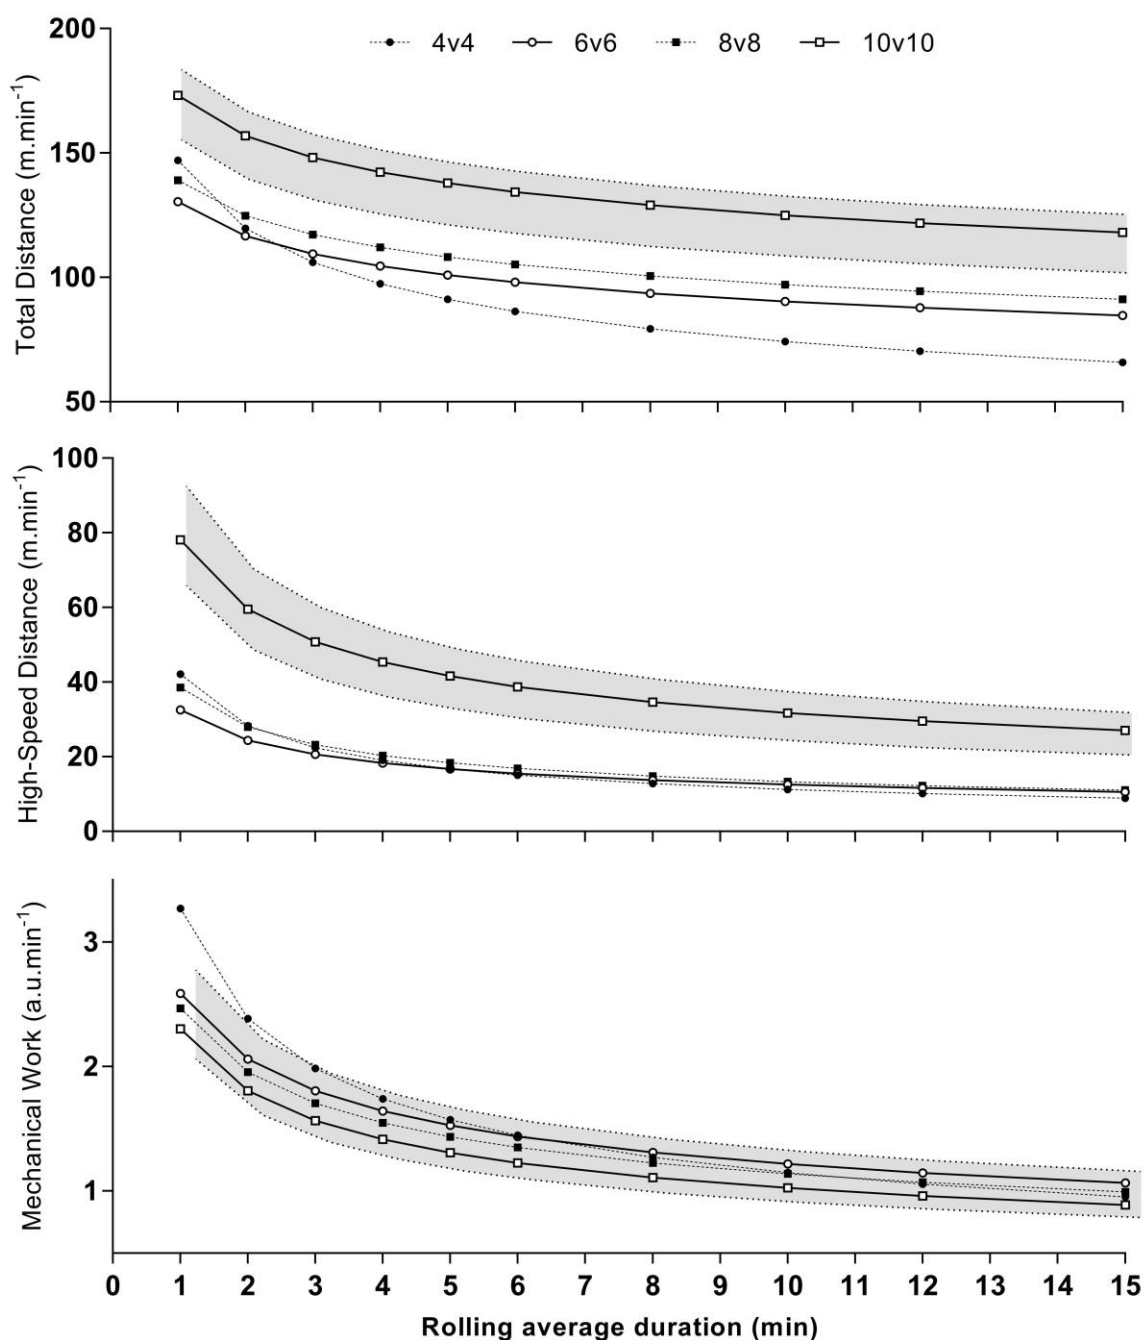 4v4 6v6 8v8 10v10
Total Distance (m.min⁻¹)
200
150
100
50
High-Speed Distance (m.min⁻¹)
100
80
60
40
20
0
Mechanical Work (a.u.min⁻¹)
3
2
1
0 1 2 3 4 5 6 7 8 9 10 11 12 13 14 15
Rolling average duration (min)